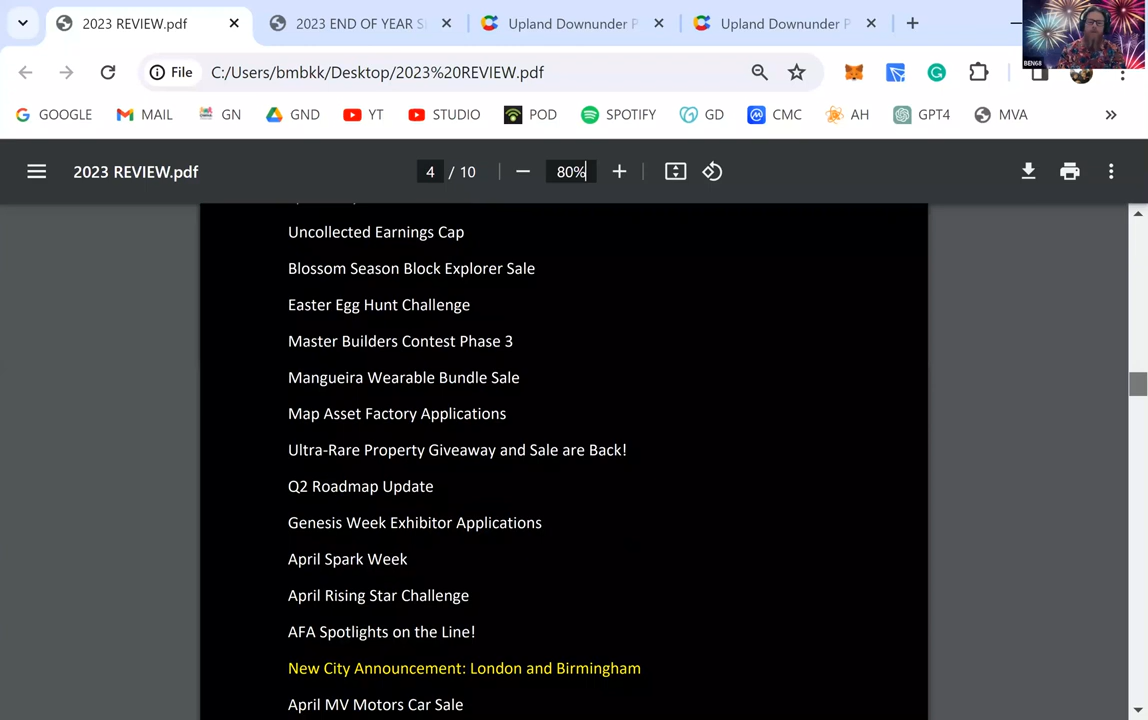 2023 REVIEW.pdf
2023 END OF YEAR S
Upland Downunder P
Upland Downunder P
File
C:/Users/bmbkk/Desktop/2023%20REVIEW.pdf
BEN68
GOOGLE
MAIL
GN
GND
YT
STUDIO
POD
SPOTIFY
GD
CMC
AH
GPT4
MVA
2023 REVIEW.pdf
4 / 10
80%
Uncollected Earnings Cap
Blossom Season Block Explorer Sale
Easter Egg Hunt Challenge
Master Builders Contest Phase 3
Mangueira Wearable Bundle Sale
Map Asset Factory Applications
Ultra-Rare Property Giveaway and Sale are Back!
Q2 Roadmap Update
Genesis Week Exhibitor Applications
April Spark Week
April Rising Star Challenge
AFA Spotlights on the Line!
New City Announcement: London and Birmingham
April MV Motors Car Sale